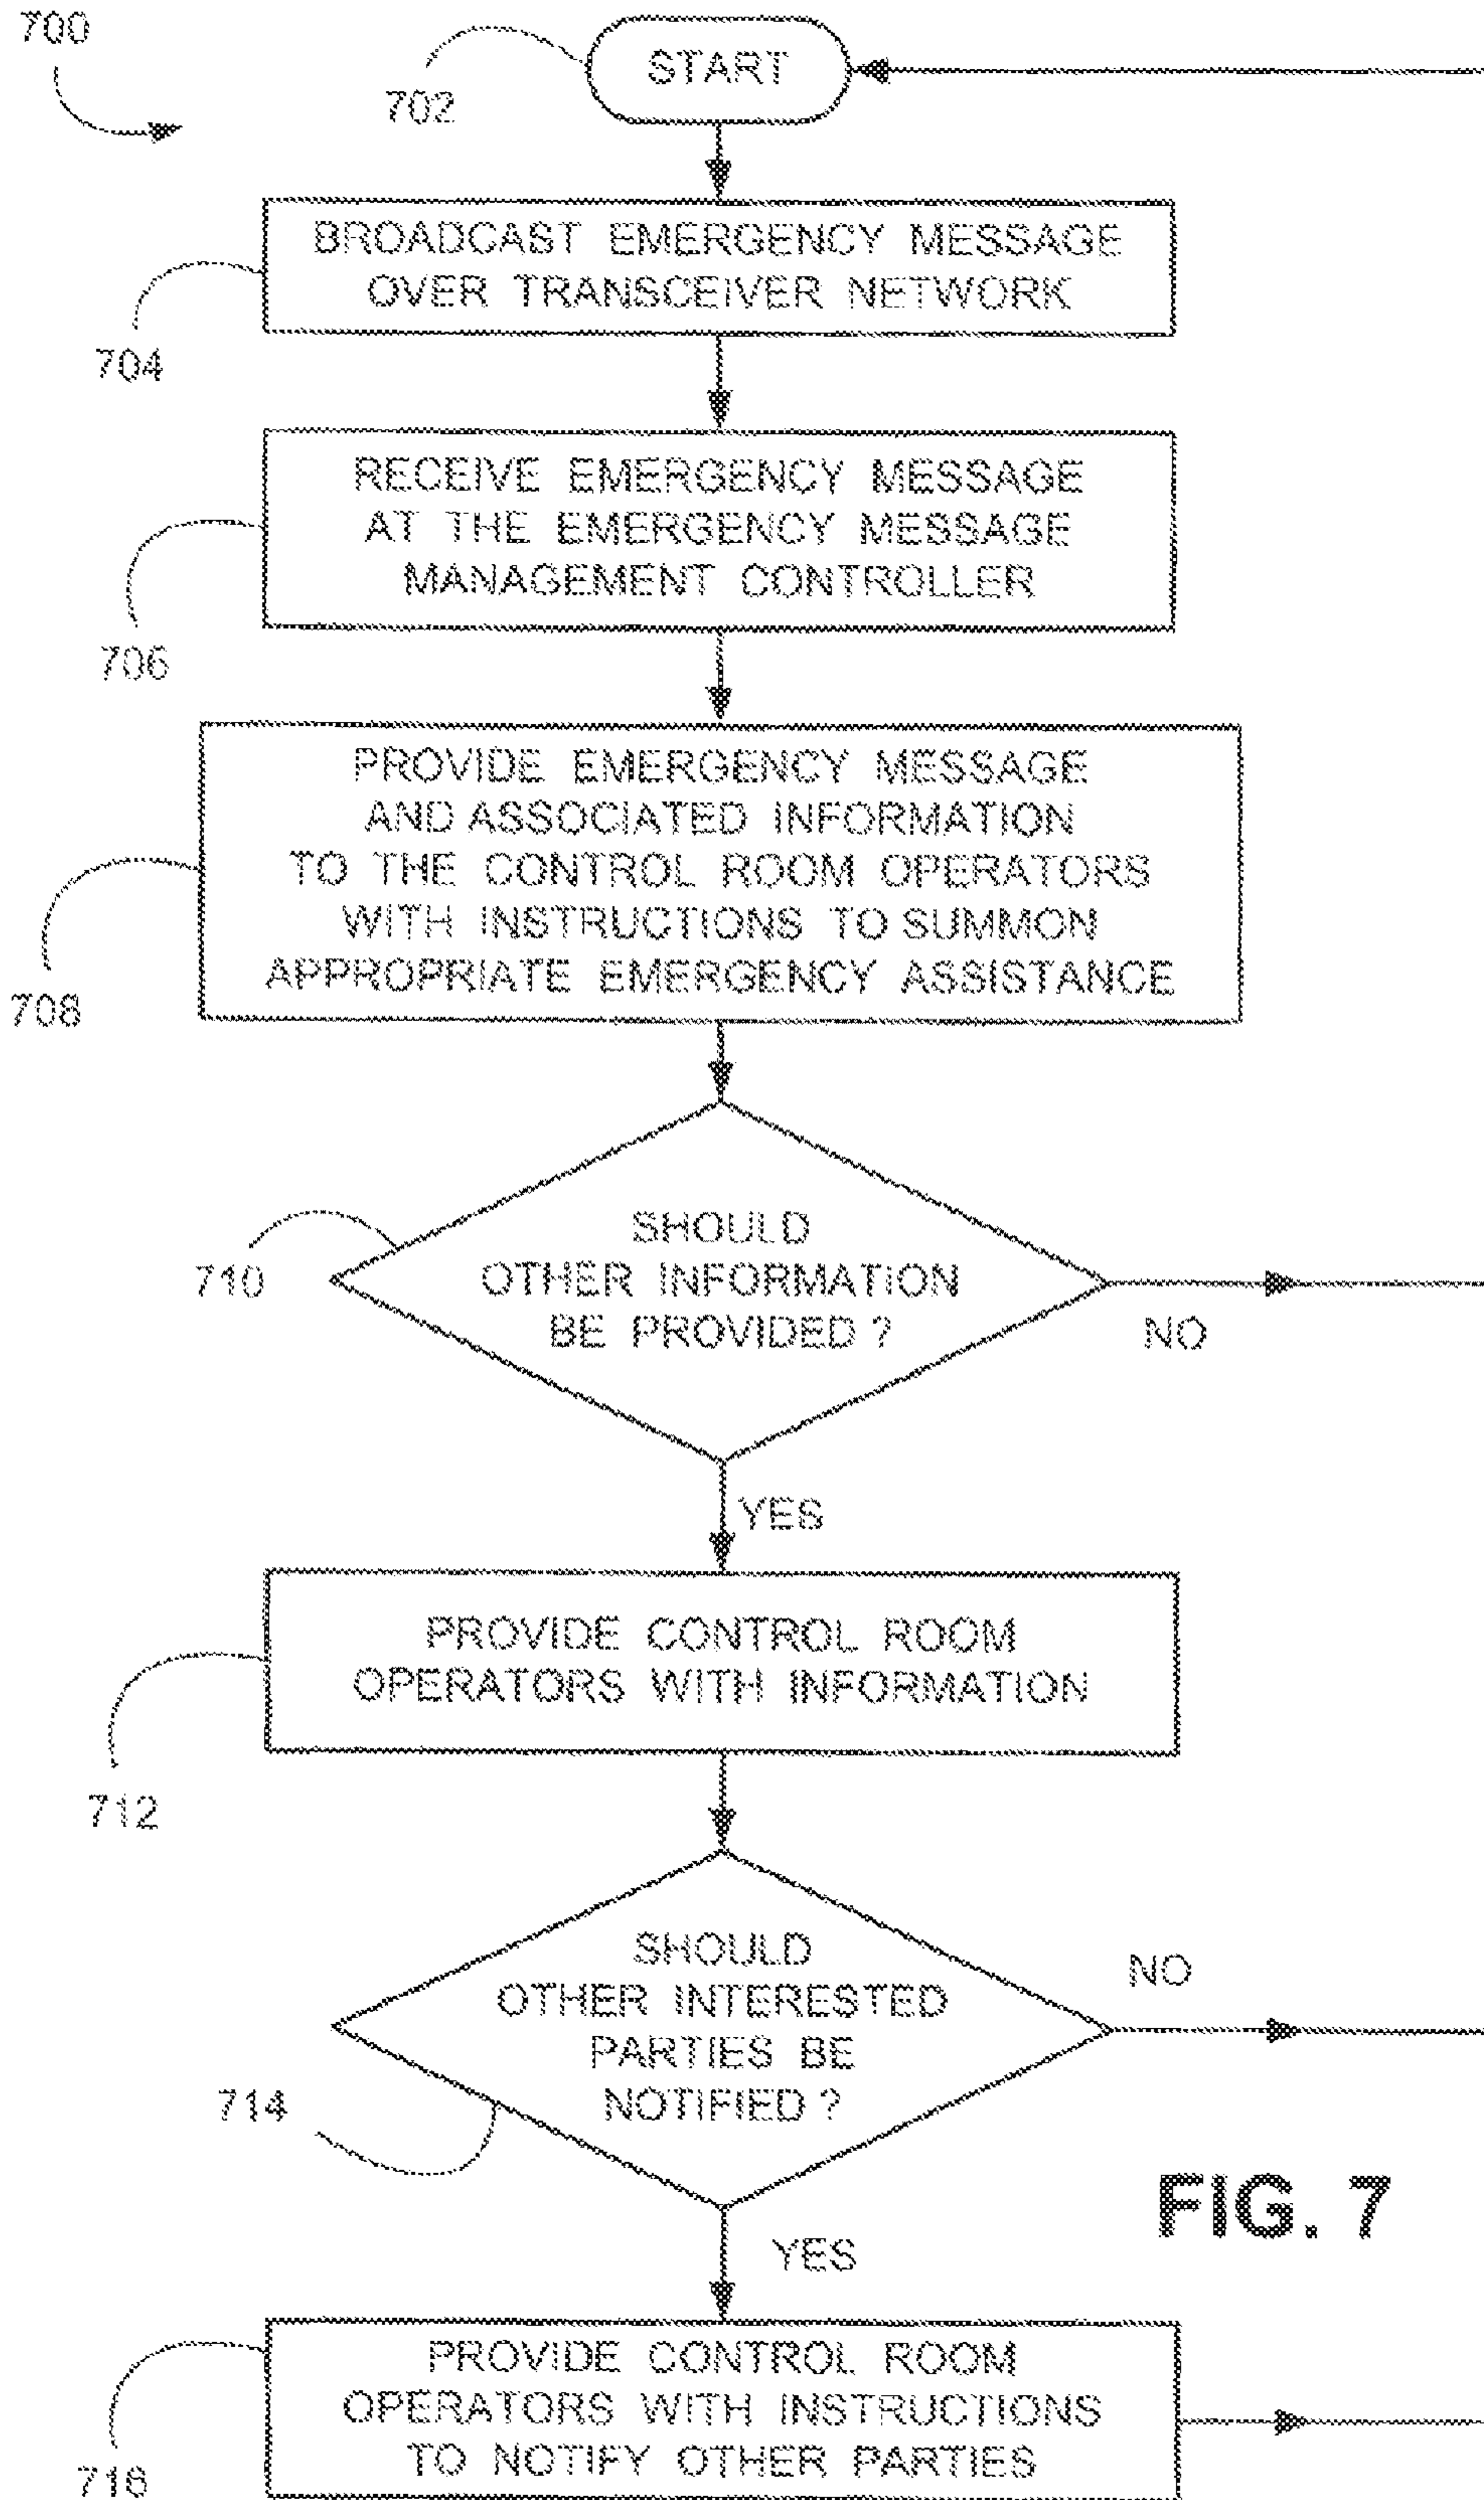 700
702
START
BROADCAST EMERGENCY MESSAGE
OVER TRANSCEIVER NETWORK
704
RECEIVE EMERGENCY MESSAGE
AT THE EMERGENCY MESSAGE
MANAGEMENT CONTROLLER
706
PROVIDE EMERGENCY MESSAGE
AND ASSOCIATED INFORMATION
TO THE CONTROL ROOM OPERATORS
WITH INSTRUCTIONS TO SUMMON
APPROPRIATE EMERGENCY ASSISTANCE
708
SHOULD
OTHER INFORMATION
BE PROVIDED ?
710
NO
YES
PROVIDE CONTROL ROOM
OPERATORS WITH INFORMATION
712
SHOULD
OTHER INTERESTED
PARTIES BE
NOTIFIED ?
NO
714
FIG. 7
YES
PROVIDE CONTROL ROOM
OPERATORS WITH INSTRUCTIONS
TO NOTIFY OTHER PARTIES
716